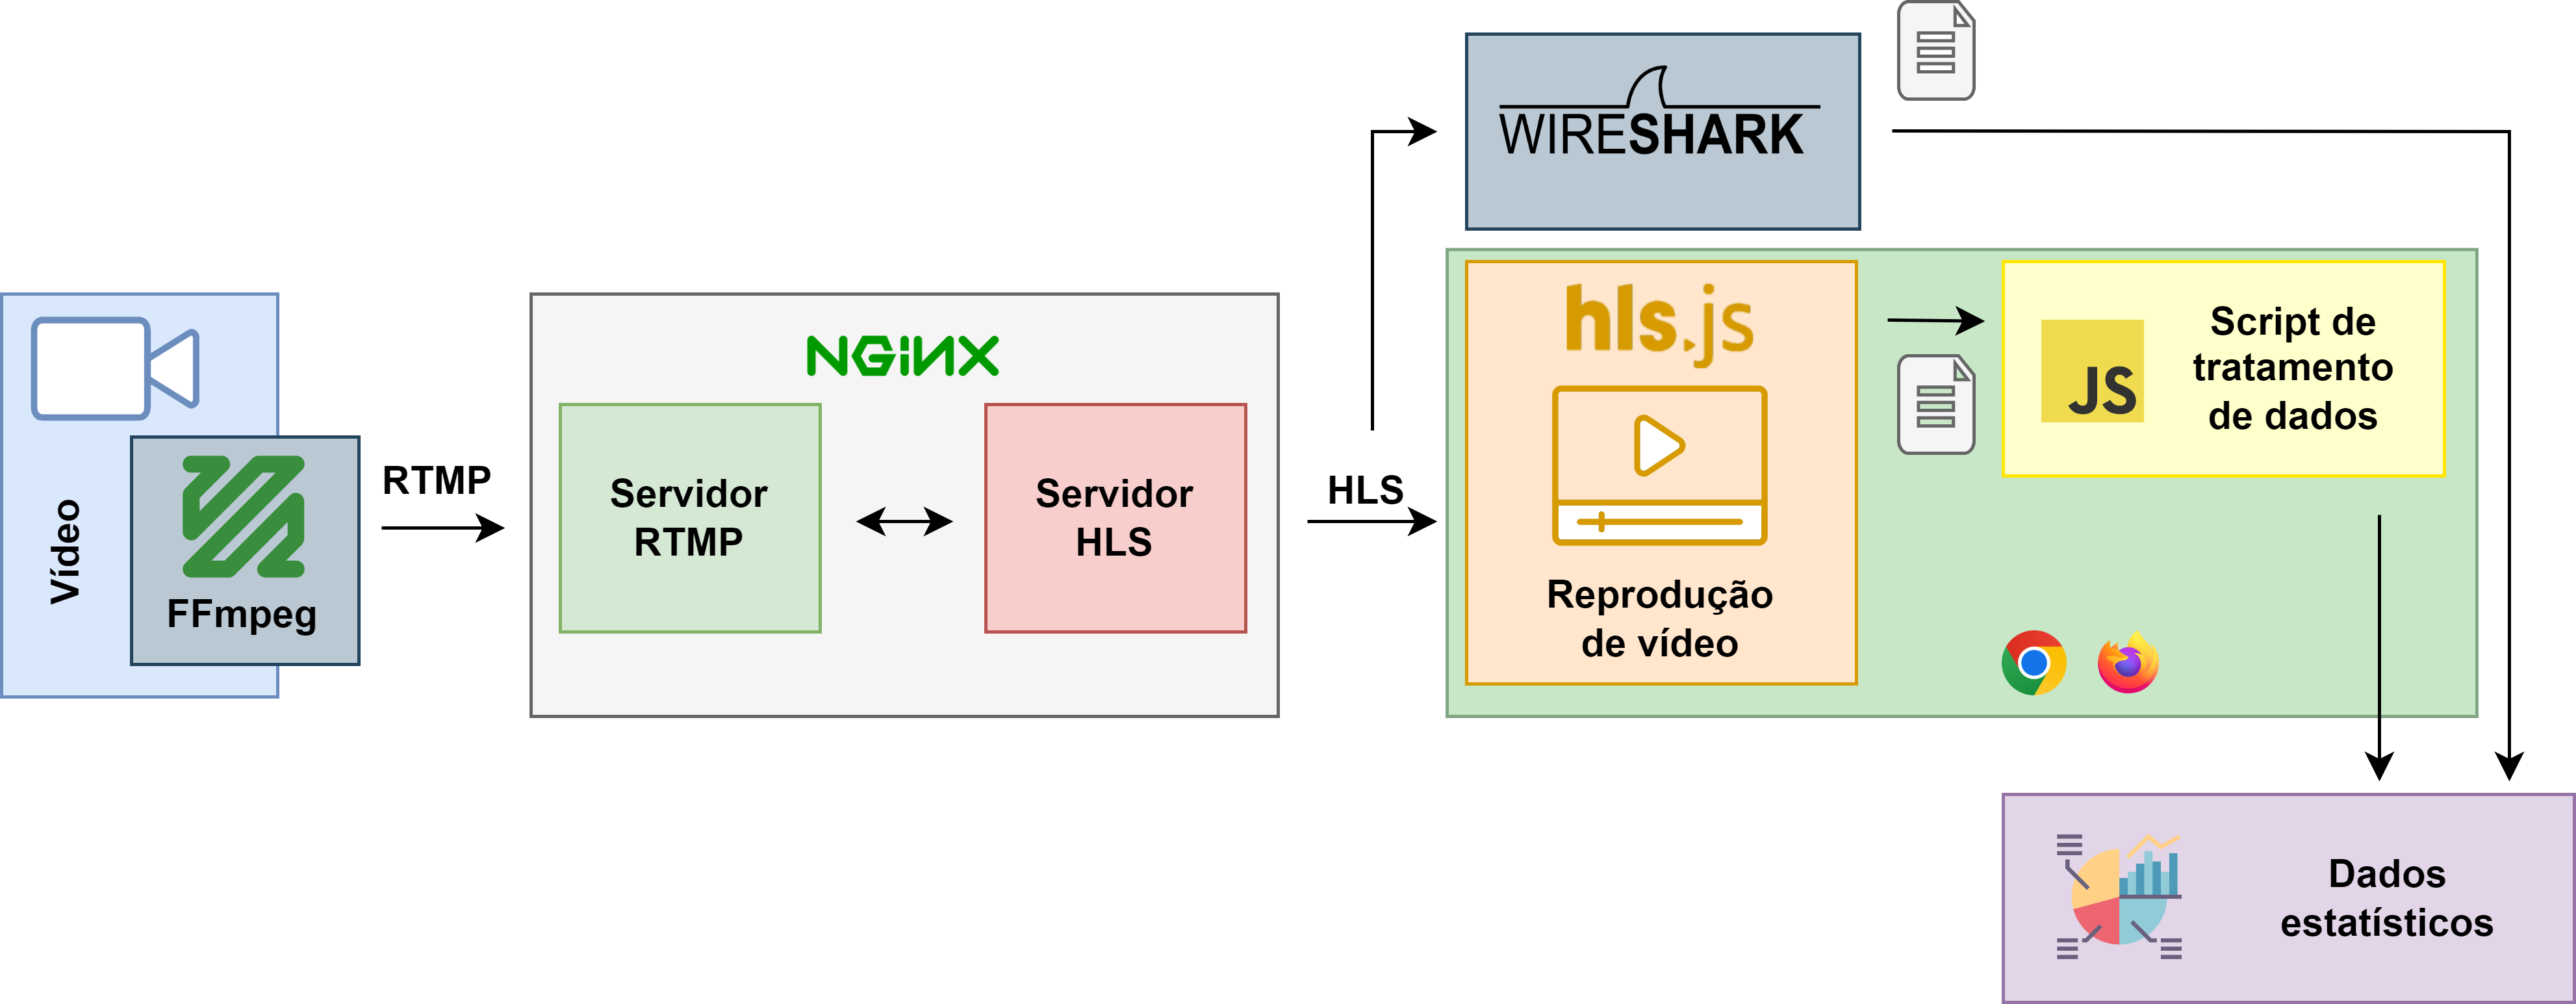 Vídeo
FFmpeg
RTMP
NGINX
Servidor
RTMP
Servidor
HLS
HLS
WIRESHARK
hls.js
Reprodução
de vídeo
JS
Script de
tratamento
de dados
Dados
estatísticos